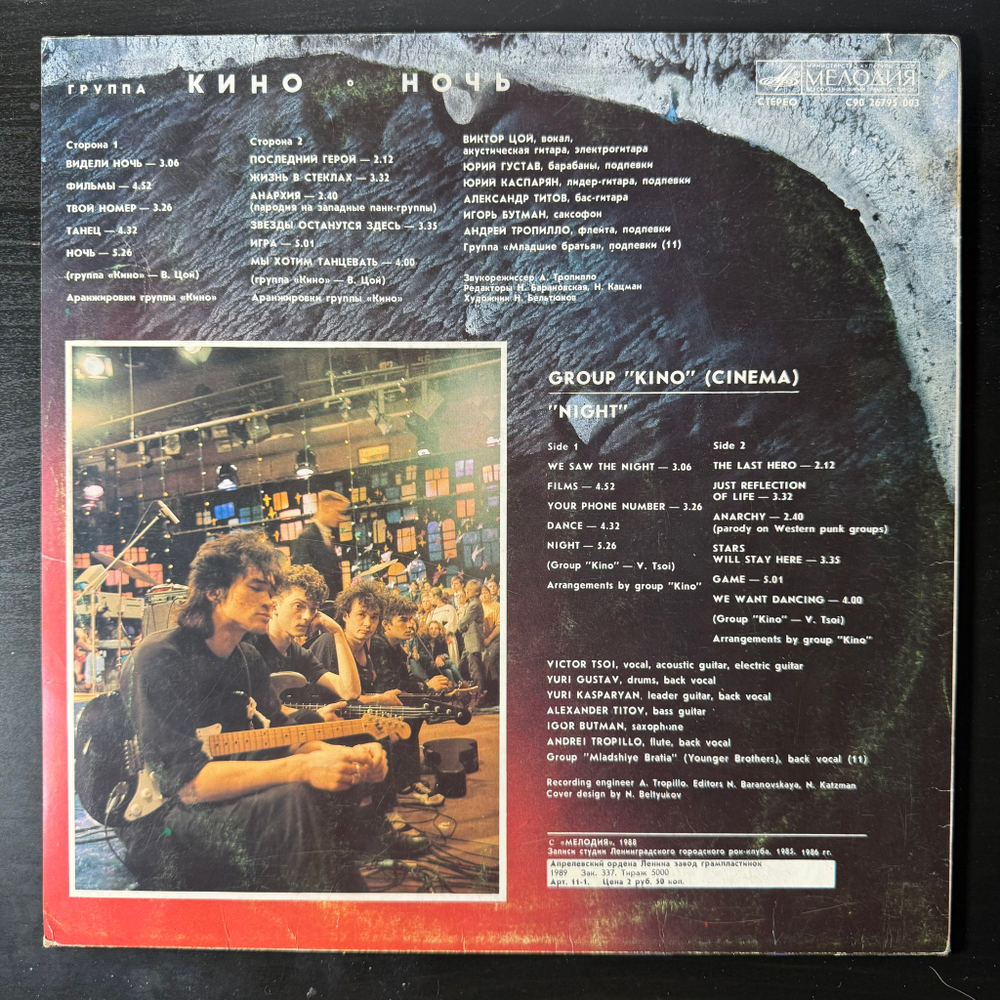 ГРУППА КИНО ○ НОЧЬ
МИНИСТЕРСТВО КУЛЬТУРЫ СССР
МЕЛОДИЯ
СТЕРЕО С90 26795 003
Сторона 1
ВИДЕЛИ НОЧЬ — 3.06
ФИЛЬМЫ — 4.52
ТВОЙ НОМЕР — 3.26
ТАНЕЦ — 4.32
НОЧЬ — 5.26
(группа «Кино» — В. Цой)
Аранжировки группы «Кино»
Сторона 2
ПОСЛЕДНИЙ ГЕРОЙ — 2.12
ЖИЗНЬ В СТЕКЛАХ — 3.32
АНАРХИЯ — 2.40
(пародия на западные панк-группы)
ЗВЕЗДЫ ОСТАНУТСЯ ЗДЕСЬ — 3.35
ИГРА — 5.01
МЫ ХОТИМ ТАНЦЕВАТЬ — 4.00
(группа «Кино» — В. Цой)
Аранжировки группы «Кино»
ВИКТОР ЦОЙ, вокал,
акустическая гитара, электрогитара
ЮРИЙ ГУСТАВ, барабаны, подпевки
ЮРИЙ КАСПАРЯН, лидер-гитара, подпевки
АЛЕКСАНДР ТИТОВ, бас-гитара
ИГОРЬ БУТМАН, саксофон
АНДРЕЙ ТРОПИЛЛО, флейта, подпевки
Группа «Младшие братья», подпевки (11)
Звукорежиссер А. Тропилло
Редакторы Н. Барановская, Н. Кацман
Художник Н. Бельтюков
GROUP "KINO" (CINEMA)
"NIGHT"
Side 1
WE SAW THE NIGHT — 3.06
FILMS — 4.52
YOUR PHONE NUMBER — 3.26
DANCE — 4.32
NIGHT — 5.26
(Group "Kino" — V. Tsoi)
Arrangements by group "Kino"
Side 2
THE LAST HERO — 2.12
JUST REFLECTION
OF LIFE — 3.32
ANARCHY — 2.40
(parody on Western punk groups)
STARS
WILL STAY HERE — 3.35
GAME — 5.01
WE WANT DANCING — 4.00
(Group "Kino" — V. Tsoi)
Arrangements by group "Kino"
VICTOR TSOI, vocal, acoustic guitar, electric guitar
YURI GUSTAV, drums, back vocal
YURI KASPARYAN, leader guitar, back vocal
ALEXANDER TITOV, bass guitar
IGOR BUTMAN, saxophone
ANDREI TROPILLO, flute, back vocal
Group "Mladshiye Bratia" (Younger Brothers), back vocal (11)
Recording engineer A. Tropillo. Editors N. Baranovskaya, N. Katzman
Cover design by N. Beltyukov
С «МЕЛОДИЯ», 1988
Записи студии Ленинградского городского рок-клуба, 1985, 1986 гг.
Апрелевский ордена Ленина завод грампластинок
1989 Зак. 337. Тираж 5000
Арт. 11-1. Цена 2 руб. 50 коп.